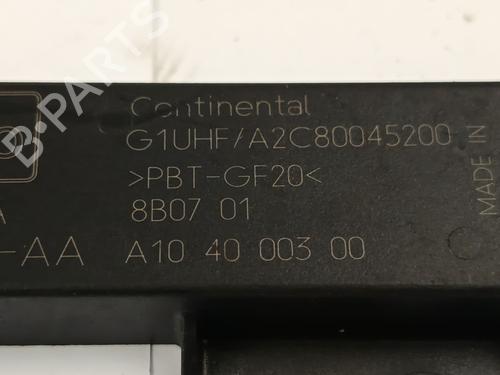 Continental
G1UHF/A2C80045200
>PBT-GF20<
8B07 01
A
-AA
A10 40 003 00
MADE IN
B-PARTS